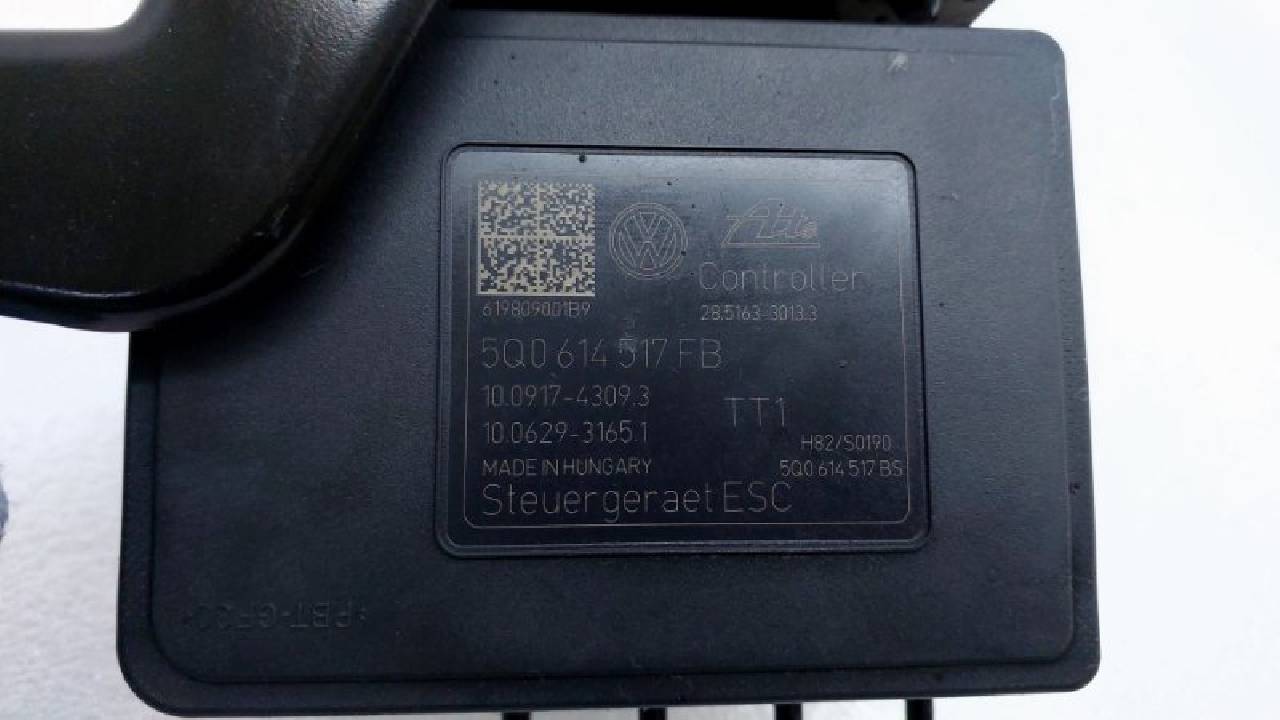 Ate
Controller
619809001B9
28.5163-3013.3
5Q0 614 517 FB
10.0917-4309.3
TT1
10.0629-3165.1
H82/S0190
MADE IN HUNGARY
5Q0 614 517 BS
Steuergeraet ESC